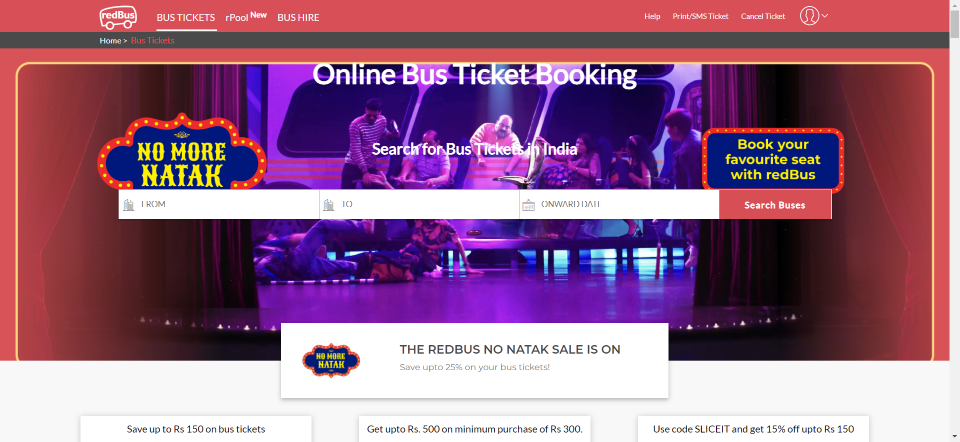 redBus
BUS TICKETS
rPool New
BUS HIRE
Help
Print/SMS Ticket
Cancel Ticket
Home > Bus Tickets
Online Bus Ticket Booking
NO MORE
NATAK
Search for Bus Tickets in India
Book your
favourite seat
with redBus
FROM
TO
ONWARD DATE
Search Buses
NO MORE
NATAK
THE REDBUS NO NATAK SALE IS ON
Save upto 25% on your bus tickets!
Save up to Rs 150 on bus tickets
Get upto Rs. 500 on minimum purchase of Rs 300.
Use code SLICEIT and get 15% off upto Rs 150